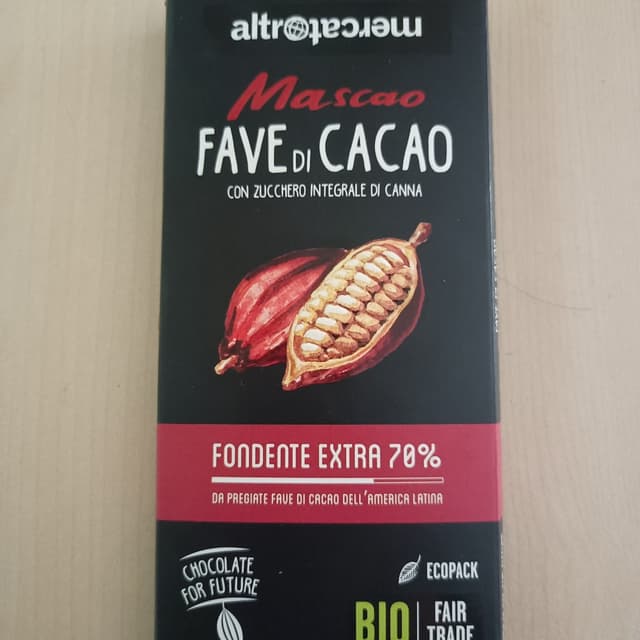 altromercato
Mascao
FAVE DI CACAO
CON ZUCCHERO INTEGRALE DI CANNA
FONDENTE EXTRA 70%
DA PREGIATE FAVE DI CACAO DELL'AMERICA LATINA
CHOCOLATE
FOR FUTURE
ECOPACK
BIO
FAIR
TRADE